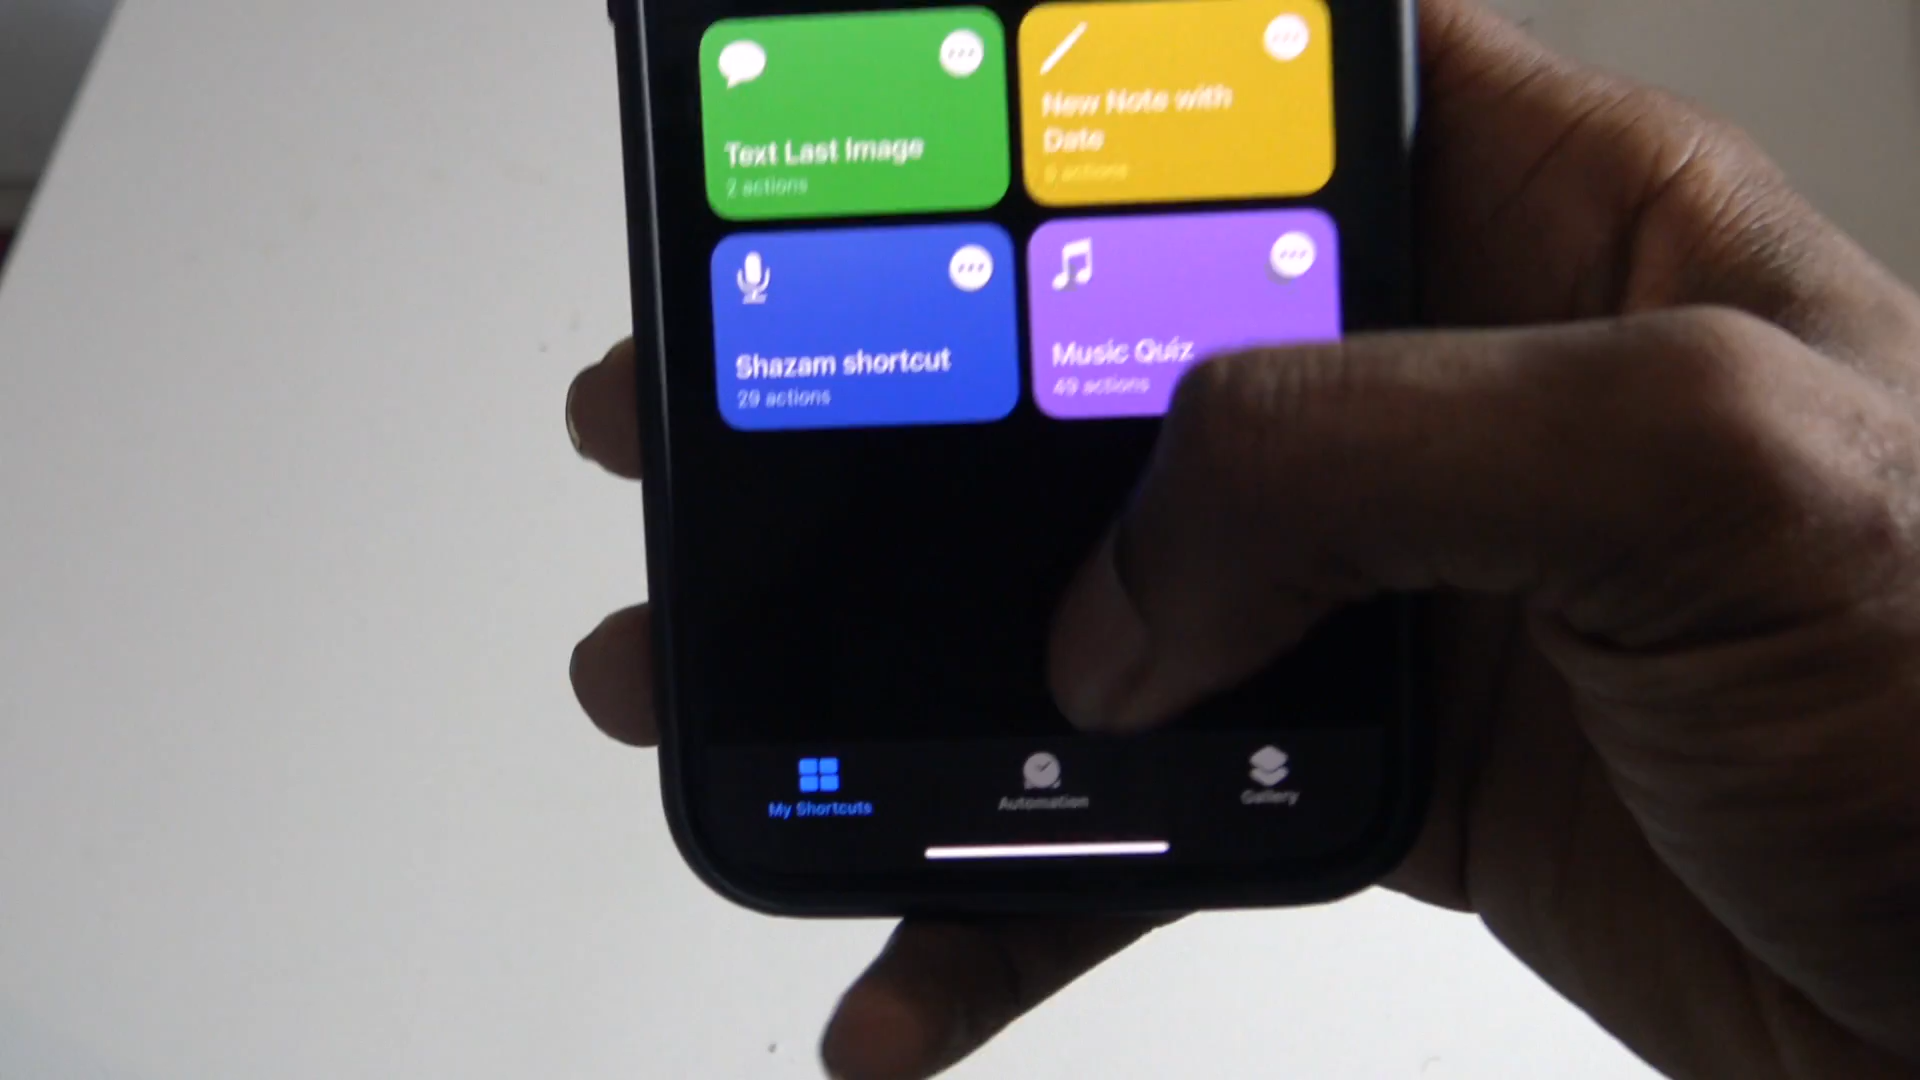 Text Last Image
2 actions
New Note with
Date
Shazam shortcut
29 actions
Music Quiz
49 actions
My Shortcuts
Automation
Gallery